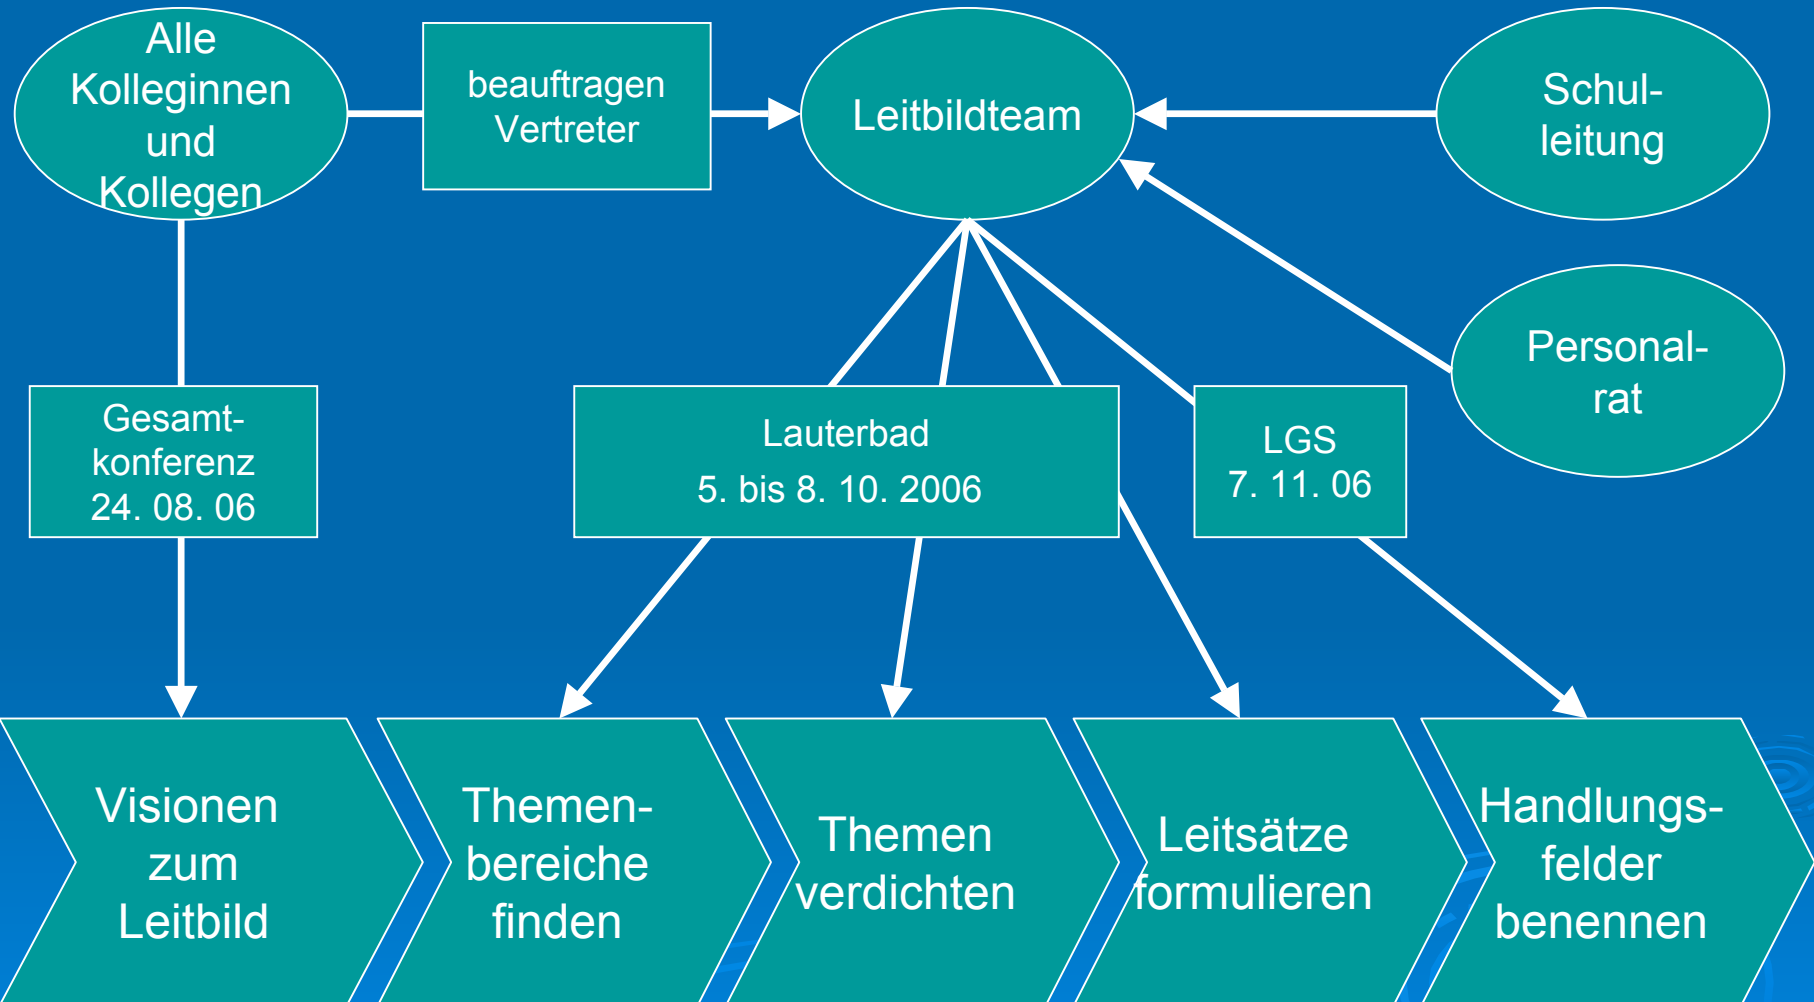 Alle
Kolleginnen
und
Kollegen
beauftragen
Vertreter
Leitbildteam
Schul-
leitung
Personal-
rat
Gesamt-
konferenz
24. 08. 06
Lauterbad
5. bis 8. 10. 2006
LGS
7. 11. 06
Visionen
zum
Leitbild
Themen-
bereiche
finden
Themen
verdichten
Leitsätze
formulieren
Handlungs-
felder
benennen